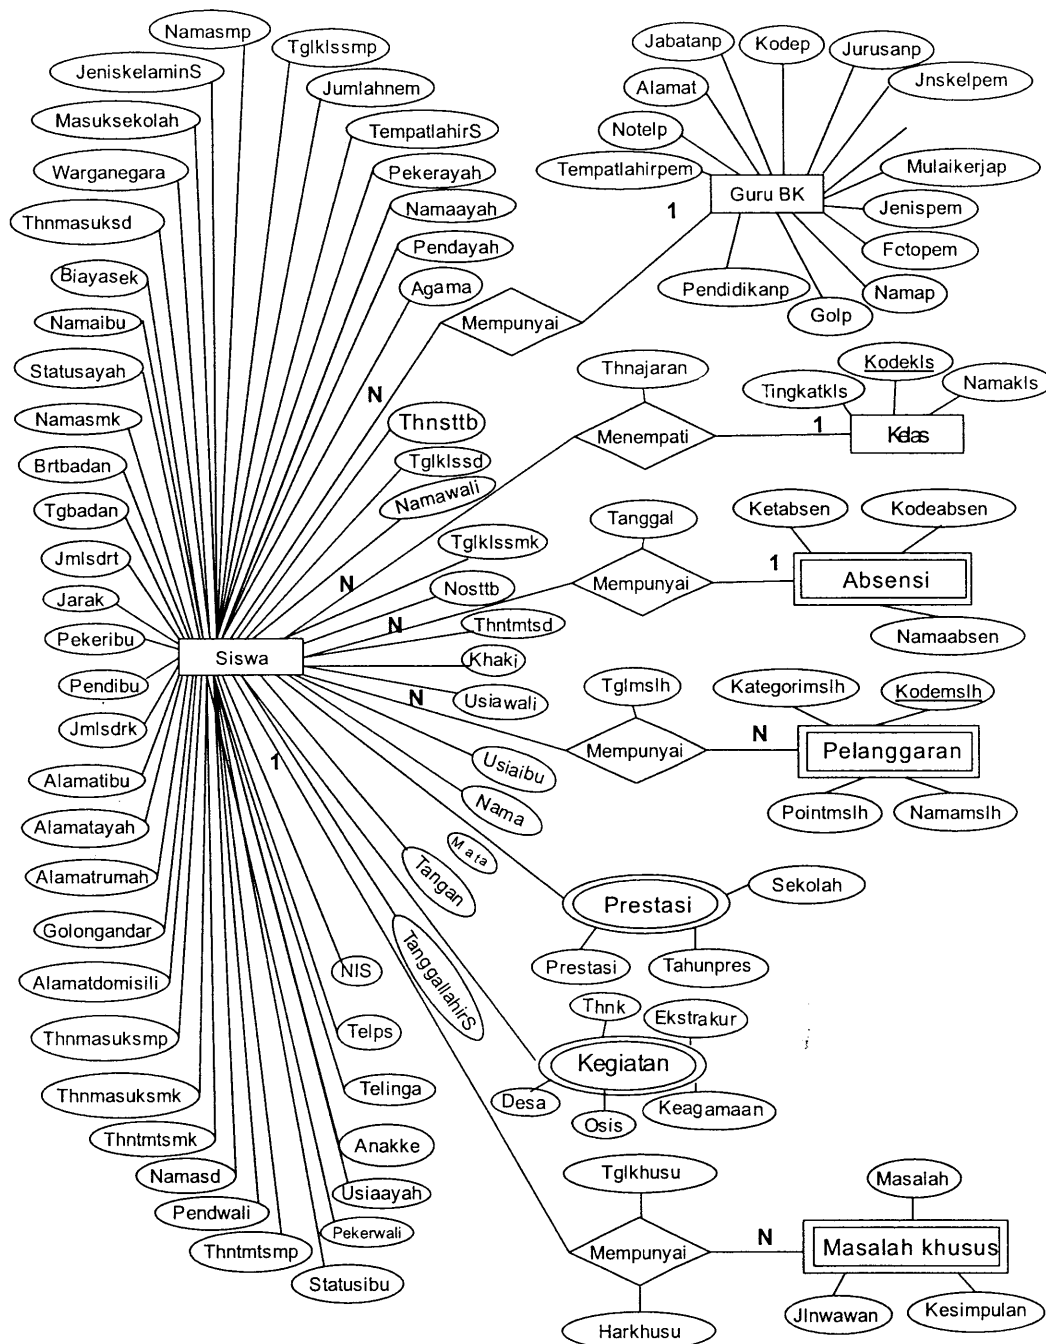 Namasmp
Tglklssmp
JeniskelaminS
Jumlahnem
Masuksekolah
TempatlahirS
Warganegara
Pekerayah
Thnmasuksd
Namaayah
Biayasek
Pendayah
Agama
Namaibu
Statusayah
Namasmk
Brtbadan
Tgbadan
Jmlsdrt
Jarak
Pekeribu
Pendibu
Jmlsdrk
Alamatibu
Alamatayah
Alamatrumah
Golongandar
Alamatdomisili
Thnmasuksmp
Thnmasuksmk
Thntmtsmk
Namasd
Pendwali
Thntmtsmp
Statusibu
Pekerwali
Usiaayah
Anakke
Telinga
Telps
NIS
Siswa
Thnsttb
Tglklssd
Namawali
Tglklssmk
Nosttb
Thntmtsd
Khaki
Usiawali
Usiaibu
Nama
Mata
Tangan
TanggallahirS
Jabatanp
Kodep
Jurusanp
Jnskelpem
Alamat
Notelp
Tempatlahirpem
Mulaikerjap
Jenispem
Fctopem
Namap
Golp
Pendidikanp
Guru BK
1
Mempunyai
N
Thnajaran
Menempati
N
1
Tingkatkls
Kodekls
Namakls
Kelas
Tanggal
Mempunyai
N
1
Ketabsen
Kodeabsen
Absensi
Namaabsen
Tglmslh
Mempunyai
N
N
Kategorimslh
Kodemslh
Pelanggaran
Pointmslh
Namamslh
Prestasi
Sekolah
Prestasi
Tahunpres
Thnk
Ekstrakur
Kegiatan
Desa
Osis
Keagamaan
1
Tglkhusu
Mempunyai
N
Harkhusu
Masalah
Masalah khusus
Jlnwawan
Kesimpulan